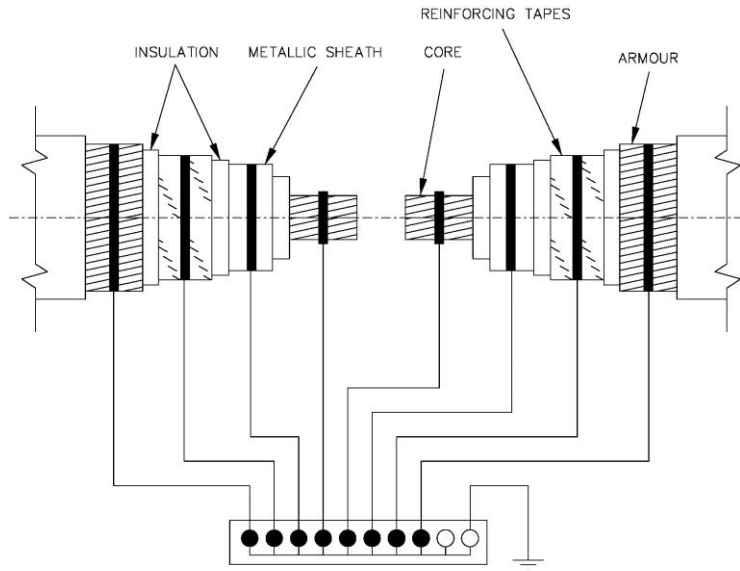 REINFORCING TAPES
INSULATION
METALLIC SHEATH
CORE
ARMOUR